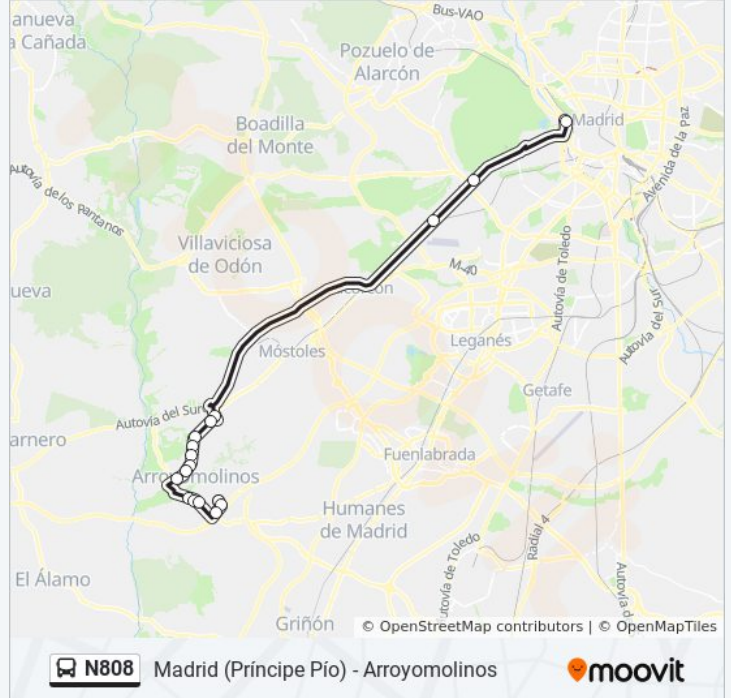 Bus-VAO
anueva
a Cañada
Pozuelo de
Alarcón
Madrid
Boadilla
del Monte
Avenida de la Paz
Autovía de los Pantanos
Villaviciosa
de Odón
M-40
Autovía de Toledo
ueva
corcón
Autovía del Sur
Leganés
Móstoles
Getafe
Autovía del Sur
arnero
Fuenlabrada
Arroyomolinos
Humanes
de Madrid
Radial 4
utovía de Toledo
El Álamo
Autovía d
Griñón
© OpenStreetMap contributors | © OpenMapTiles
N808 Madrid (Príncipe Pío) - Arroyomolinos moovit